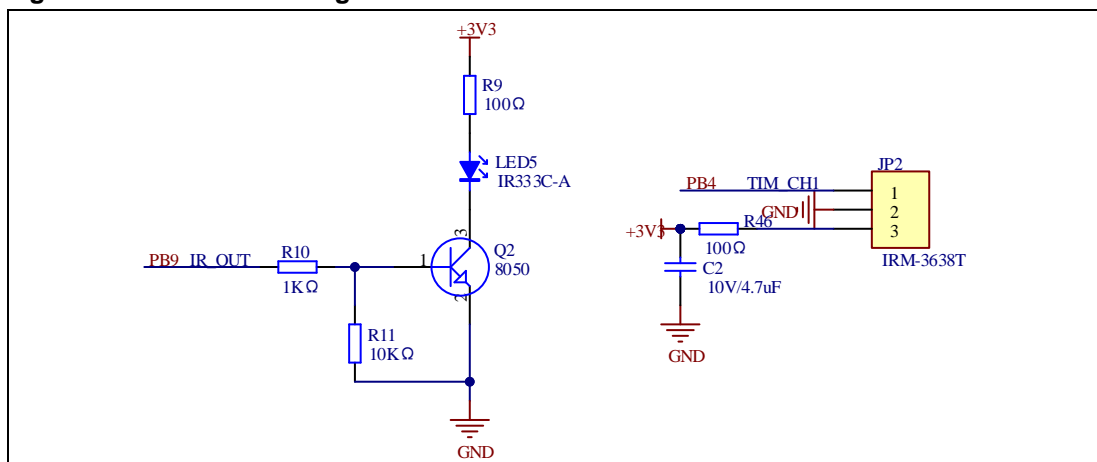 +3V3
R9
100Ω
LED5
IR333C-A
3
Q2
8050
1
2
PB9 IR_OUT
R10
1KΩ
R11
10KΩ
GND
JP2
PB4 TIM_CH1
1
GND
2
+3V3
R46
100Ω
3
IRM-3638T
C2
10V/4.7uF
GND